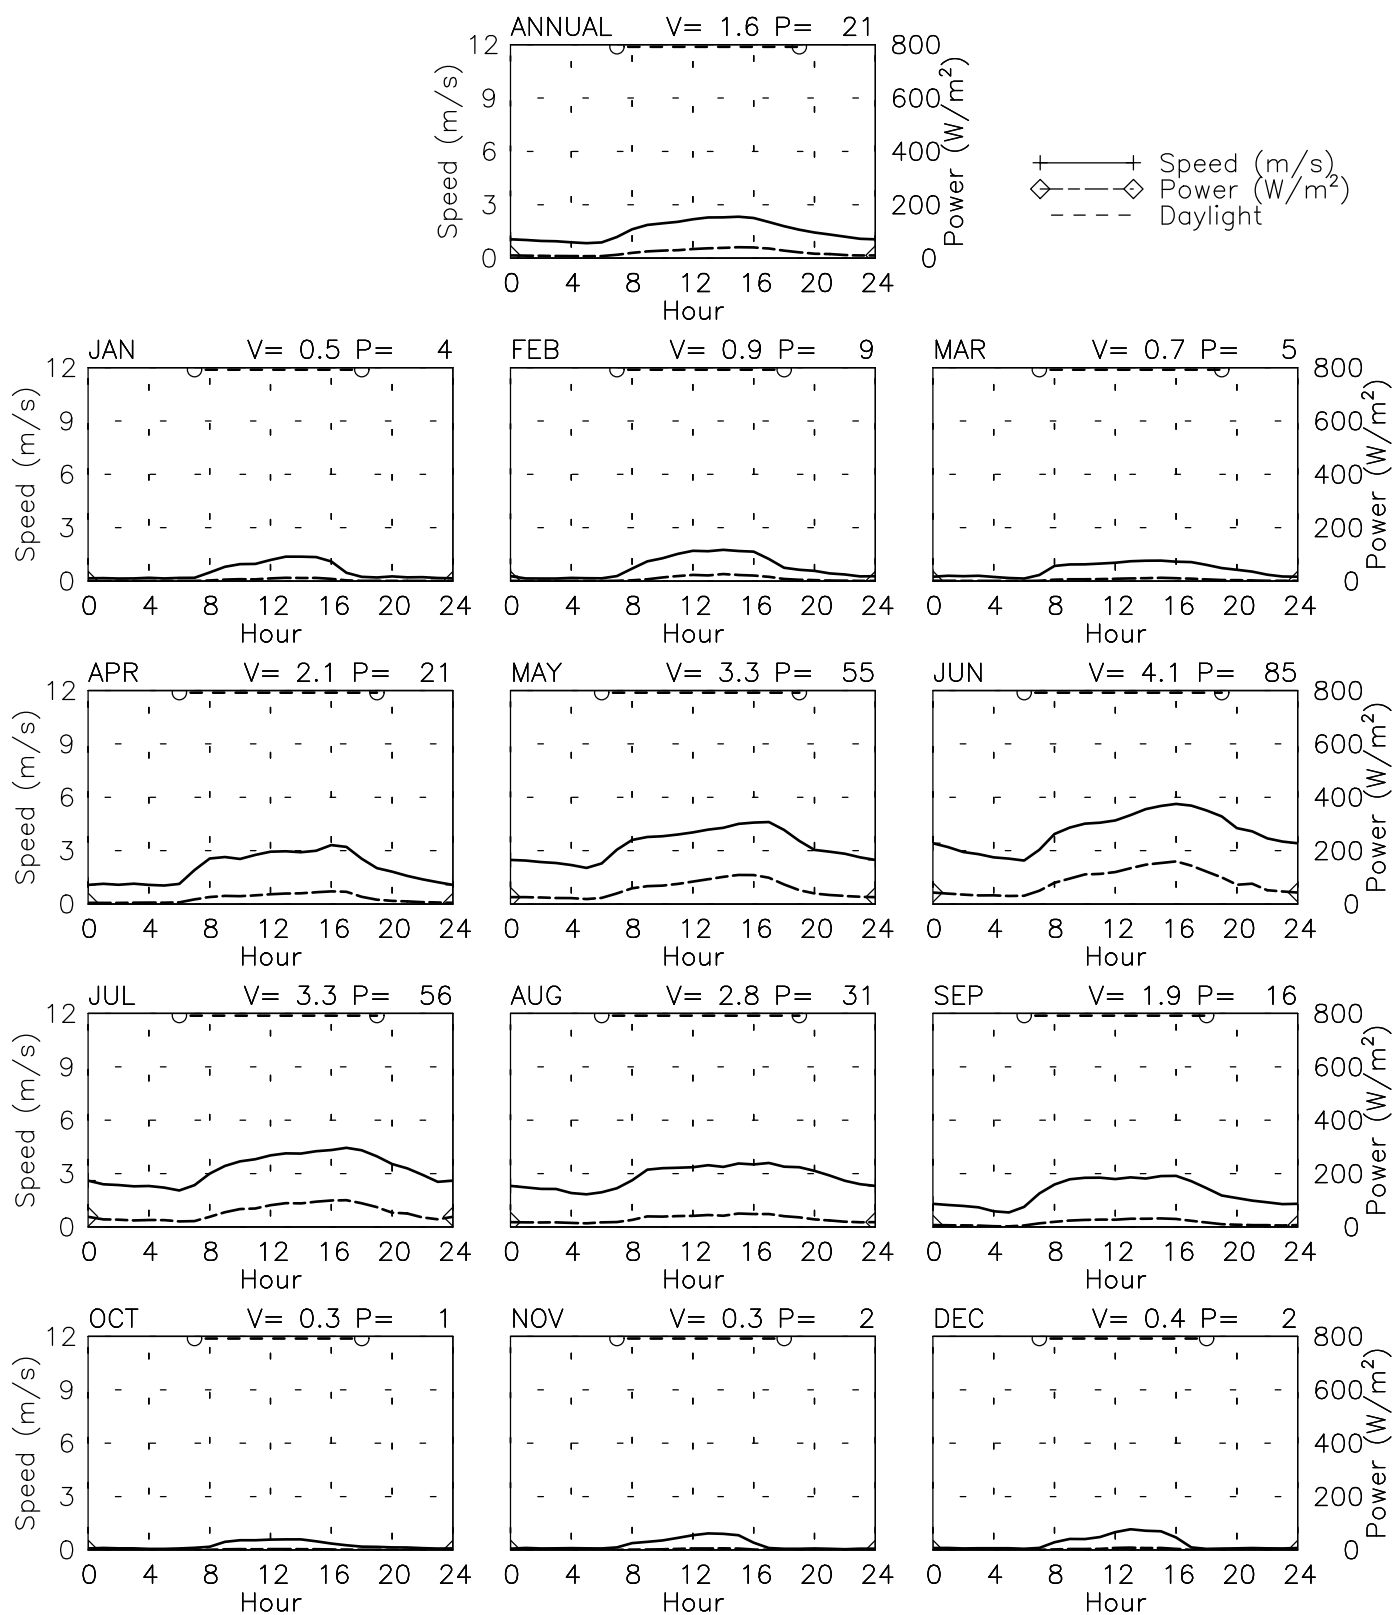 ANNUAL V= 1.6 P= 21
12 800
9 600
6 400
3 200
0 0
0 4 8 12 16 20 24
Hour
Speed (m/s)
Power (W/m²)
Speed (m/s)
Power (W/m²)
Daylight
JAN V= 0.5 P= 4
FEB V= 0.9 P= 9
MAR V= 0.7 P= 5
12 800
9 600
6 400
3 200
0 0
Speed (m/s)
Power (W/m²)
0 4 8 12 16 20 24
0 4 8 12 16 20 24
0 4 8 12 16 20 24
Hour Hour Hour
APR V= 2.1 P= 21
MAY V= 3.3 P= 55
JUN V= 4.1 P= 85
12 800
9 600
6 400
3 200
0 0
Speed (m/s)
Power (W/m²)
0 4 8 12 16 20 24
0 4 8 12 16 20 24
0 4 8 12 16 20 24
Hour Hour Hour
JUL V= 3.3 P= 56
AUG V= 2.8 P= 31
SEP V= 1.9 P= 16
12 800
9 600
6 400
3 200
0 0
Speed (m/s)
Power (W/m²)
0 4 8 12 16 20 24
0 4 8 12 16 20 24
0 4 8 12 16 20 24
Hour Hour Hour
OCT V= 0.3 P= 1
NOV V= 0.3 P= 2
DEC V= 0.4 P= 2
12 800
9 600
6 400
3 200
0 0
Speed (m/s)
Power (W/m²)
0 4 8 12 16 20 24
0 4 8 12 16 20 24
0 4 8 12 16 20 24
Hour Hour Hour